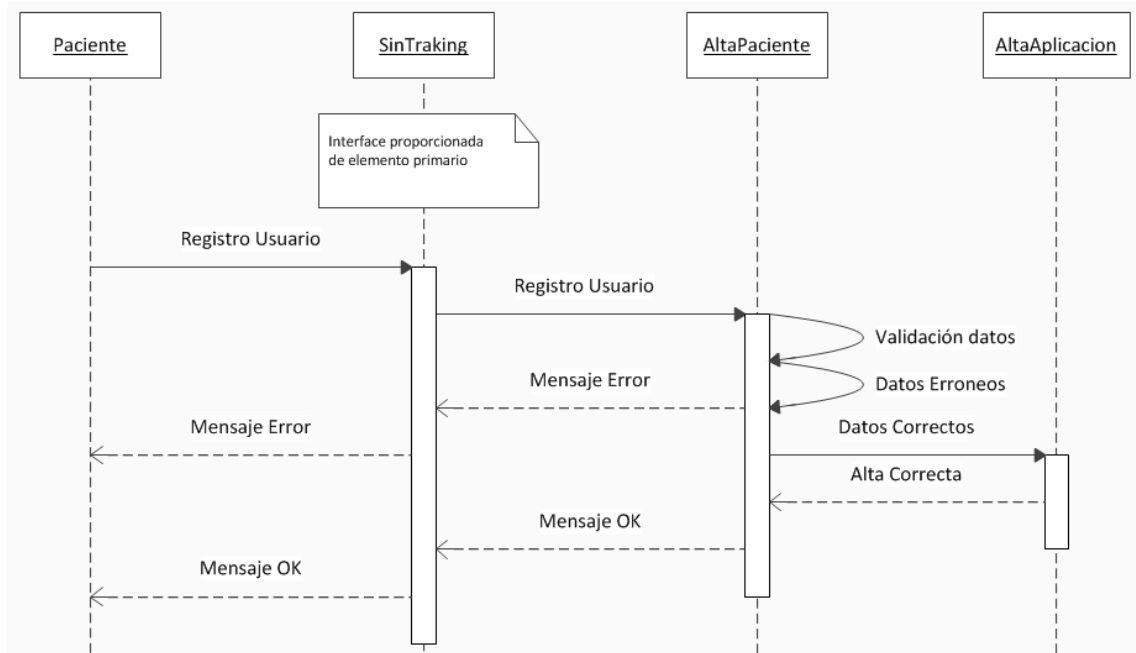 Paciente
SinTraking
AltaPaciente
AltaAplicacion
Interface proporcionada
de elemento primario
Registro Usuario
Registro Usuario
Validación datos
Datos Erroneos
Mensaje Error
Mensaje Error
Datos Correctos
Alta Correcta
Mensaje OK
Mensaje OK